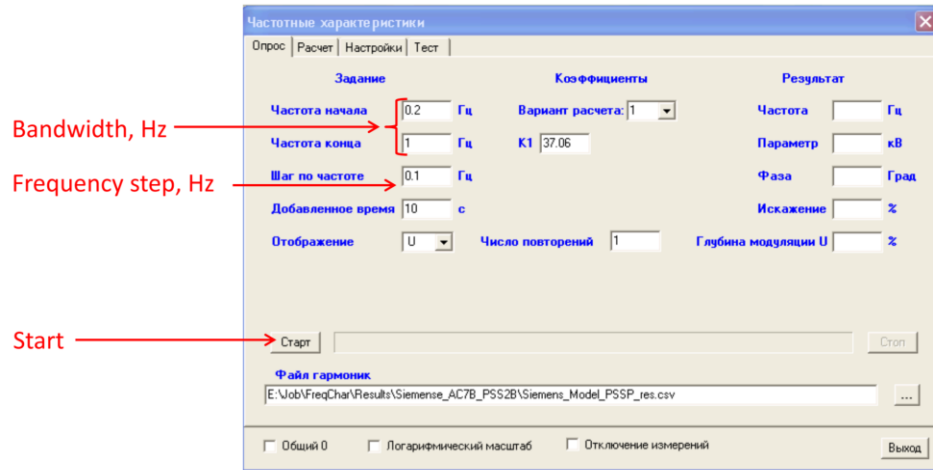 Частотные характеристики
Опрос Расчет Настройки Тест
Задание Коэффициенты Результат
Bandwidth, Hz
Частота начала 0.2 Гц Вариант расчета: 1 Частота Гц
Частота конца 1 Гц К1 37.06 Параметр кВ
Frequency step, Hz
Шаг по частоте 0.1 Гц Фаза Град
Добавленное время 10 с Искажение %
Отображение U Число повторений 1 Глубина модуляции U %
Start
Старт Стоп
Файл гармоник
E:\Job\FreqChar\Results\Siemense_AC7B_PSS2B\Siemens_Model_PSSP_res.csv ...
Общий 0 Логарифмический масштаб Отключение измерений Выход